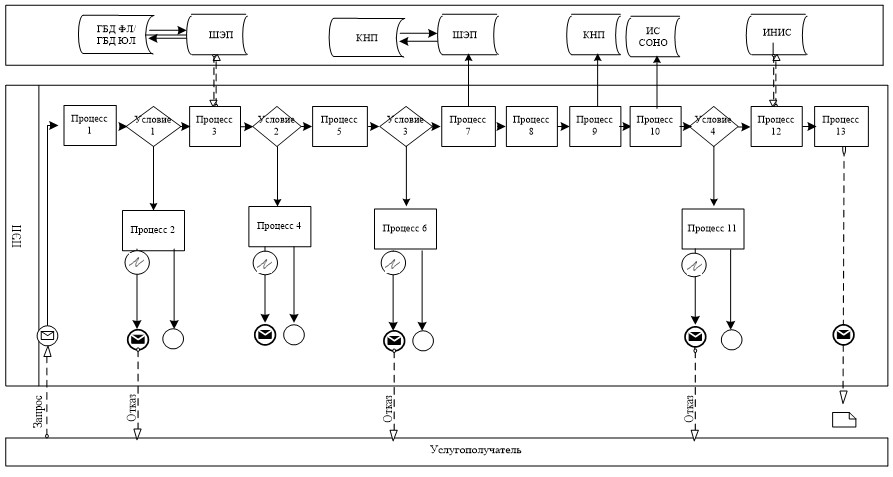 ГБД ФЛ/
ГБД ЮЛ
ШЭП
КНП
ШЭП
КНП
ИС
СОНО
ИНИС
ПСП
Процесс
1
Условие
1
Процесс
3
Условие
2
Процесс
5
Условие
3
Процесс
7
Процесс
8
Процесс
9
Процесс
10
Условие
4
Процесс
12
Процесс
13
Процесс 2
Процесс 4
Процесс 6
Процесс 11
Запрос
Отказ
Отказ
Отказ
Услугополучатель